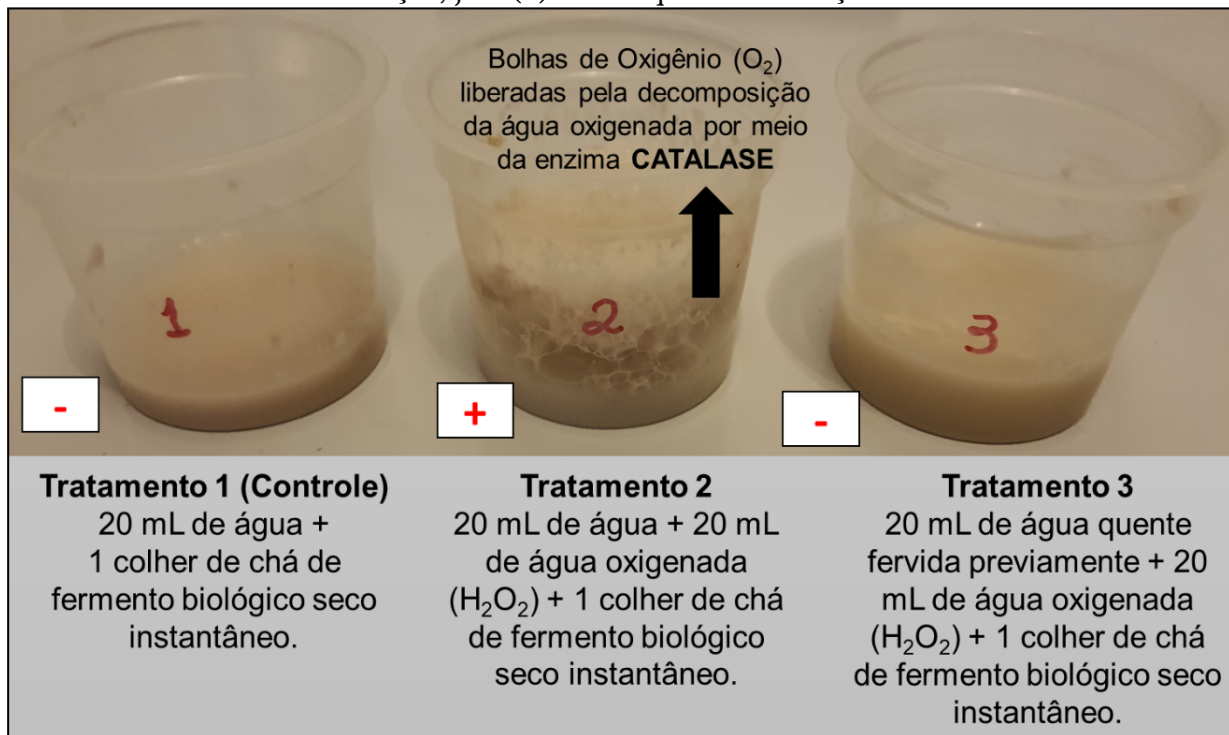 Bolhas de Oxigênio (O₂)
liberadas pela decomposição
da água oxigenada por meio
da enzima CATALASE
1
2
3
-
+
-
Tratamento 1 (Controle)
20 mL de água +
1 colher de chá de
fermento biológico seco
instantâneo.
Tratamento 2
20 mL de água + 20 mL
de água oxigenada
(H₂O₂) + 1 colher de chá
de fermento biológico
seco instantâneo.
Tratamento 3
20 mL de água quente
fervida previamente + 20
mL de água oxigenada
(H₂O₂) + 1 colher de chá
de fermento biológico seco
instantâneo.